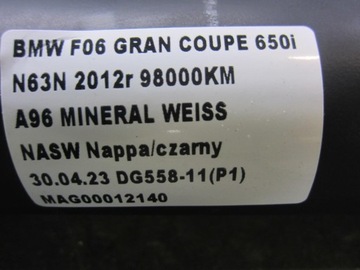 BMW F06 GRAN COUPE 650i
N63N 2012r 98000KM
A96 MINERAL WEISS
NASW Nappa/czarny
30.04.23 DG558-11(P1)
MAG00012140